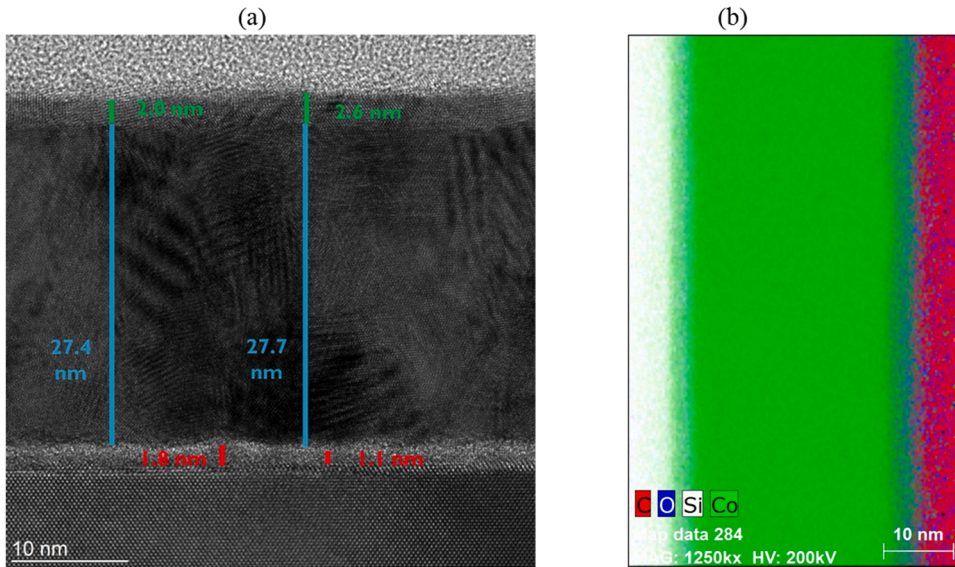 (a)
(b)
2.0 nm
2.6 nm
27.4
nm
27.7
nm
1.8 nm
1.1 nm
10 nm
C O Si Co
Map data 284
MAG: 1250kx HV: 200kV
10 nm